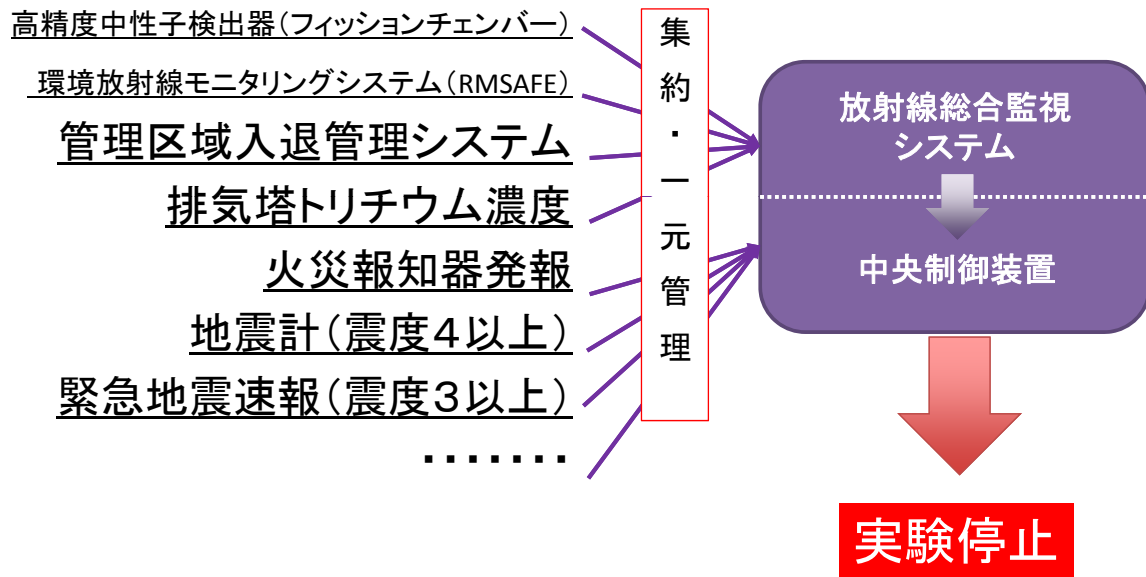 高精度中性子検出器(フィッションチェンバー)
環境放射線モニタリングシステム(RMSAFE)
管理区域入退管理システム
排気塔トリチウム濃度
火災報知器発報
地震計(震度4以上)
緊急地震速報(震度3以上)
・・・・・・・
集約・一元管理
放射線総合監視
システム
中央制御装置
実験停止